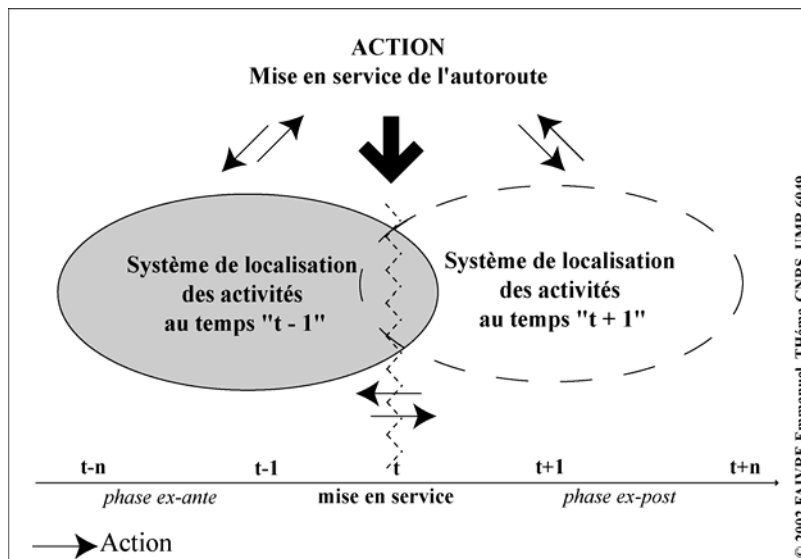 ACTION
Mise en service de l'autoroute
Système de localisation
des activités
au temps "t - 1"
Système de localisation
des activités
au temps "t + 1"
t-n
t-1
t
t+1
t+n
phase ex-ante
mise en service
phase ex-post
Action
© 2002 FAIVRE Emmanuel, THéma, CNRS, UMR 6049